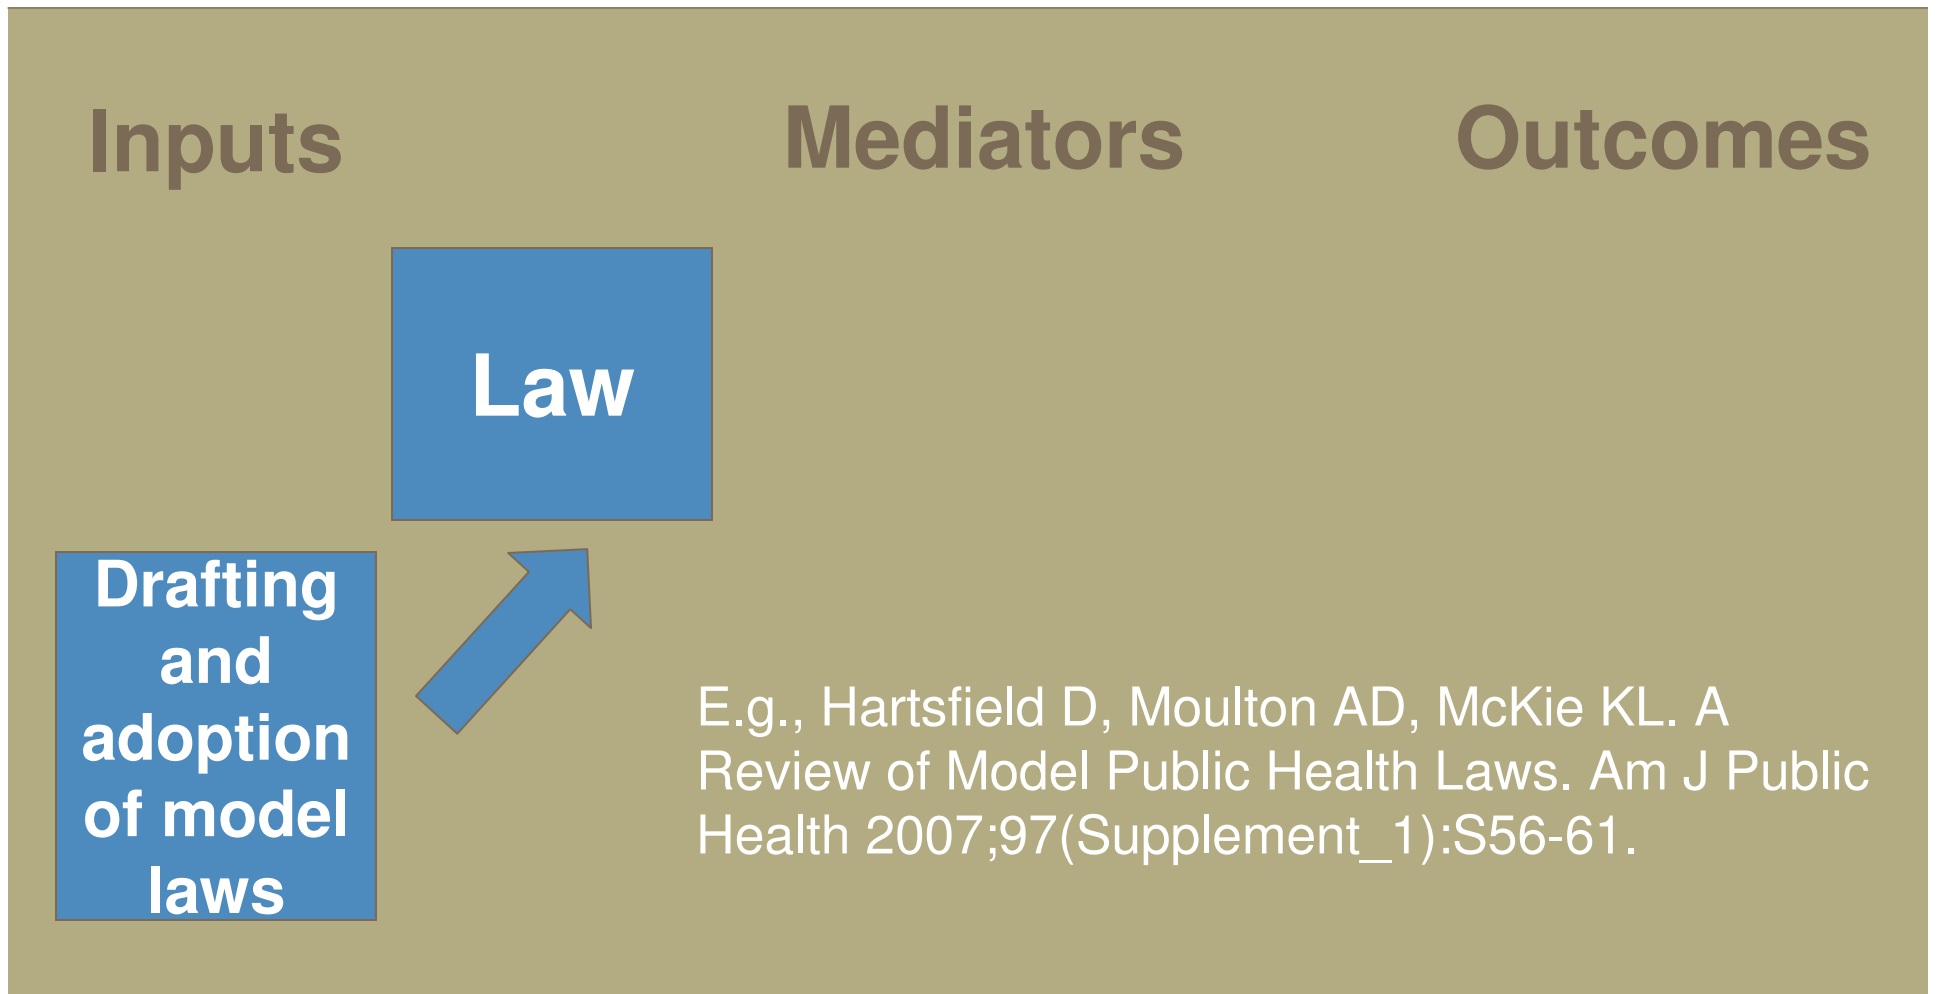 Inputs
Mediators
Outcomes
Law
Drafting
and
adoption
of model
laws
E.g., Hartsfield D, Moulton AD, McKie KL. A
Review of Model Public Health Laws. Am J Public
Health 2007;97(Supplement_1):S56-61.